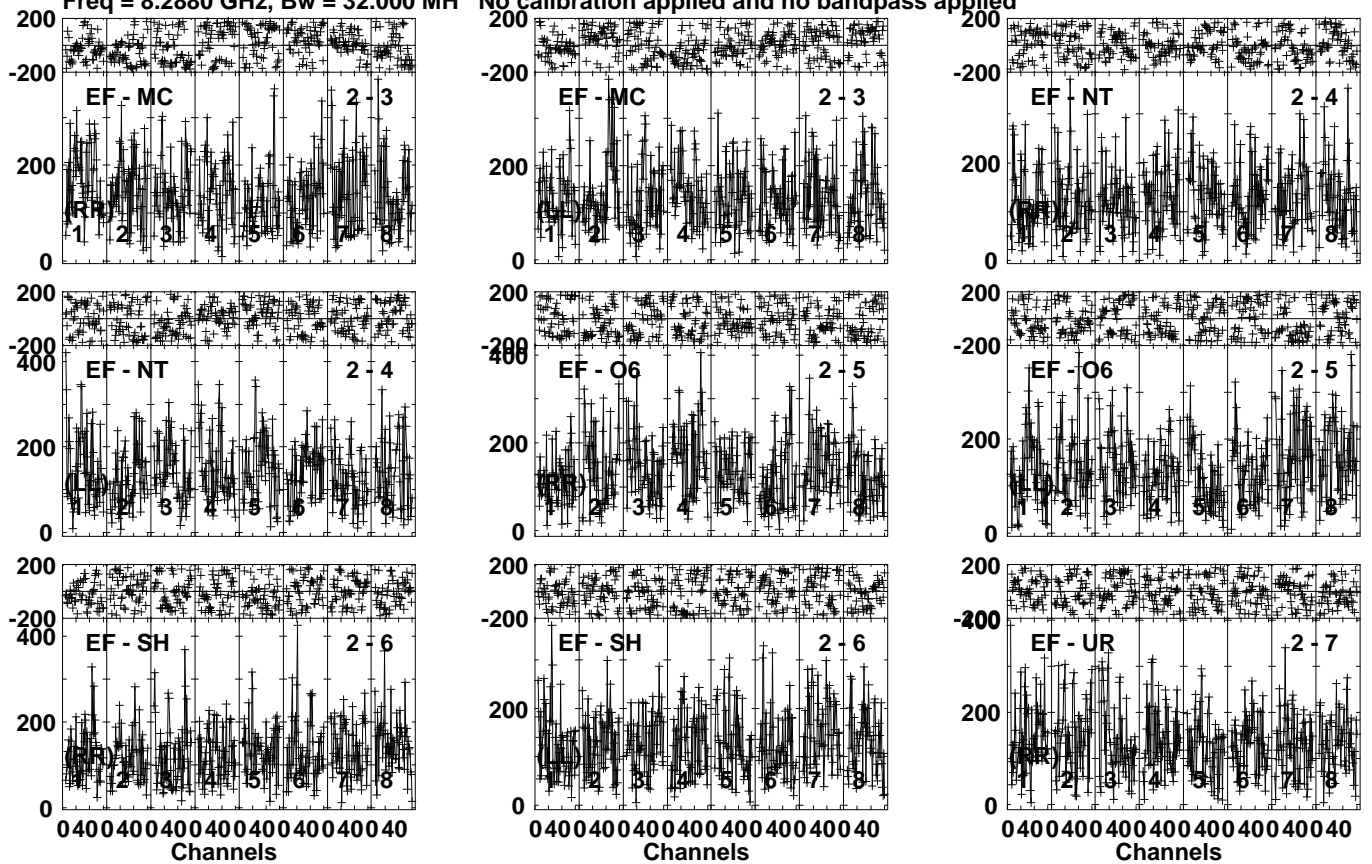 Freq = 8.2880 GHz, Bw = 32.000 MH No calibration applied and no bandpass applied
200
-200
EF - MC 2 - 3
200
(RR)
1 2 3 4 5 6 7 8
0
200
-200
EF - MC 2 - 3
200
(LL)
1 2 3 4 5 6 7 8
0
200
-200
EF - NT 2 - 4
200
(RR)
1 2 3 4 5 6 7 8
0
200
-200
400
EF - NT 2 - 4
200
(LL)
1 2 3 4 5 6 7 8
0
200
-200
400
EF - O6 2 - 5
200
(RR)
1 2 3 4 5 6 7 8
0
200
-200
EF - O6 2 - 5
200
(LL)
1 2 3 4 5 6 7 8
0
200
-200
400
EF - SH 2 - 6
200
(RR)
1 2 3 4 5 6 7 8
0
0 40 0 40 0 40 0 40 0 40 0 40 0 40 0 40
Channels
200
-200
EF - SH 2 - 6
200
(LL)
1 2 3 4 5 6 7 8
0
0 40 0 40 0 40 0 40 0 40 0 40 0 40 0 40
Channels
200
-200
400
EF - UR 2 - 7
200
(RR)
1 2 3 4 5 6 7 8
0
0 40 0 40 0 40 0 40 0 40 0 40 0 40 0 40
Channels